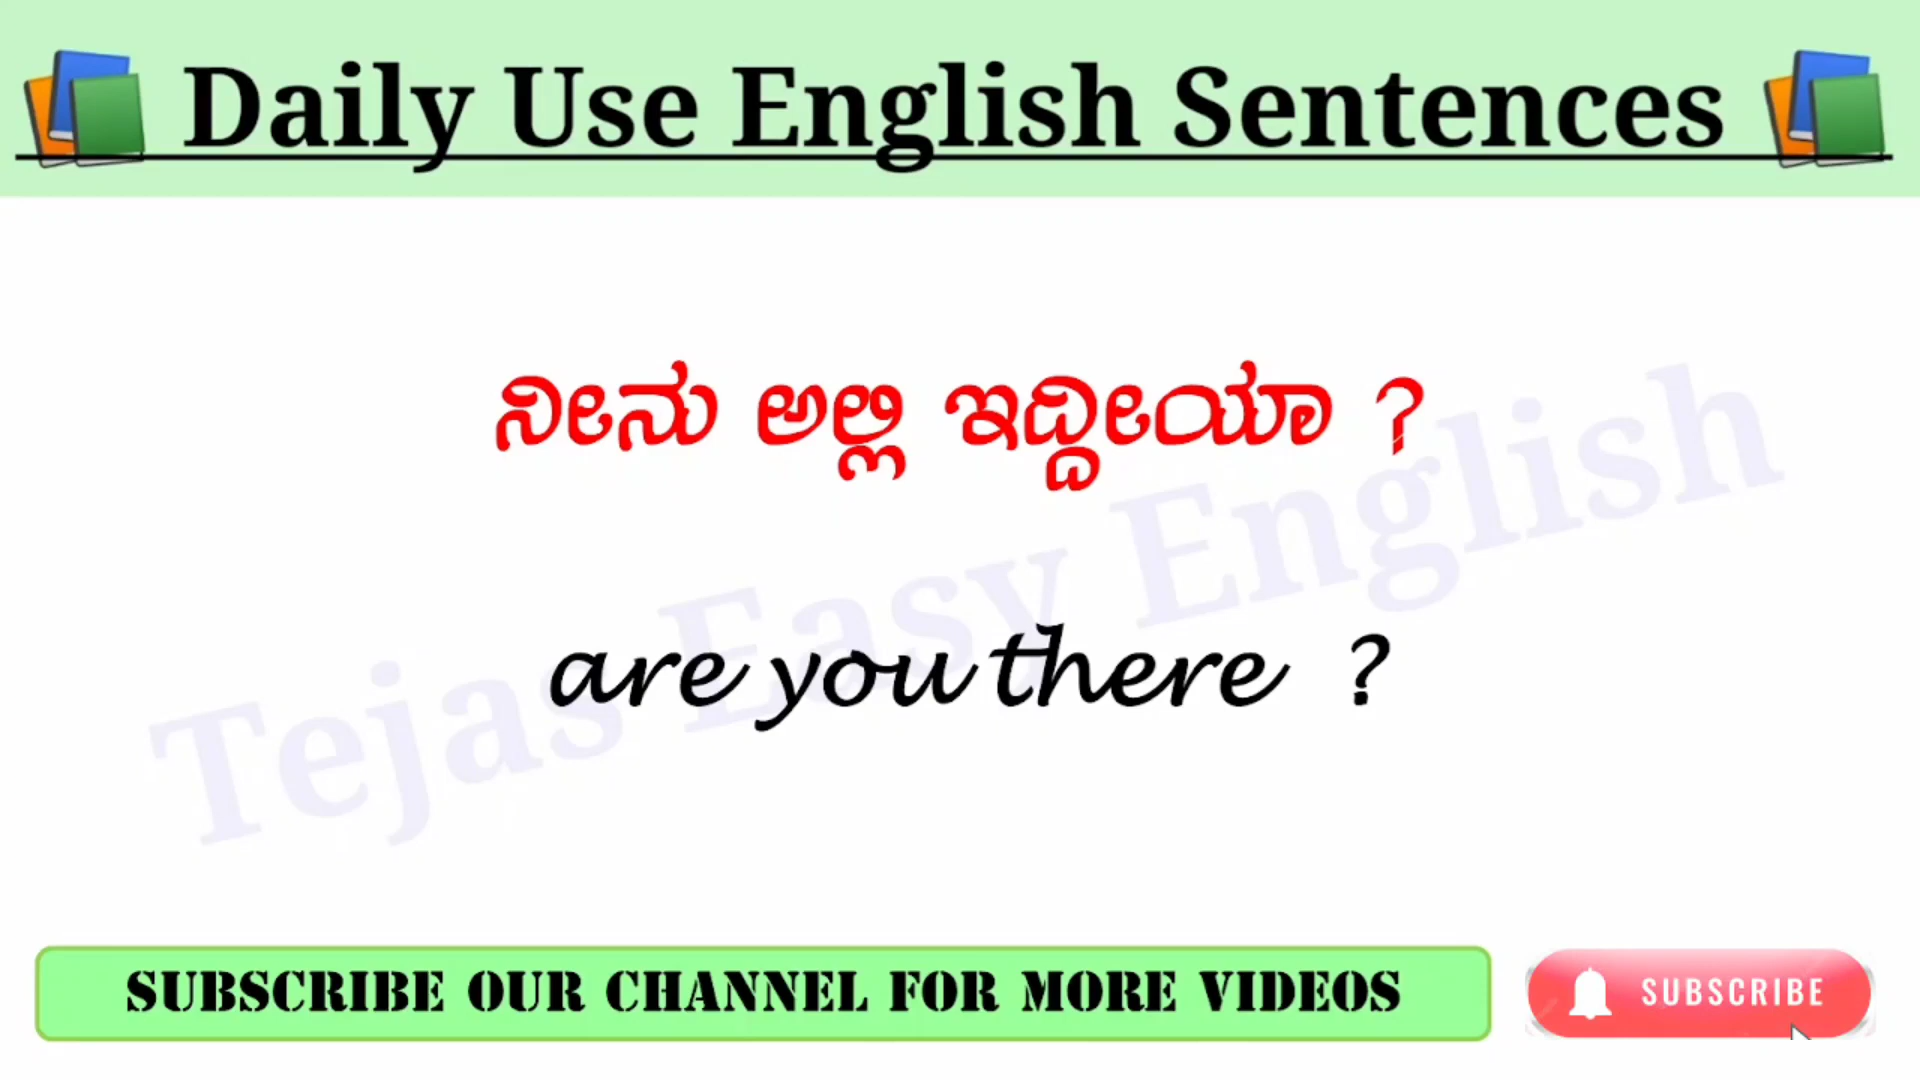 Daily Use English Sentences
ನೀನು ಅಲ್ಲಿ ಇದ್ದೀಯಾ ?
are you there ?
Tejas Easy English
SUBSCRIBE OUR CHANNEL FOR MORE VIDEOS
SUBSCRIBE